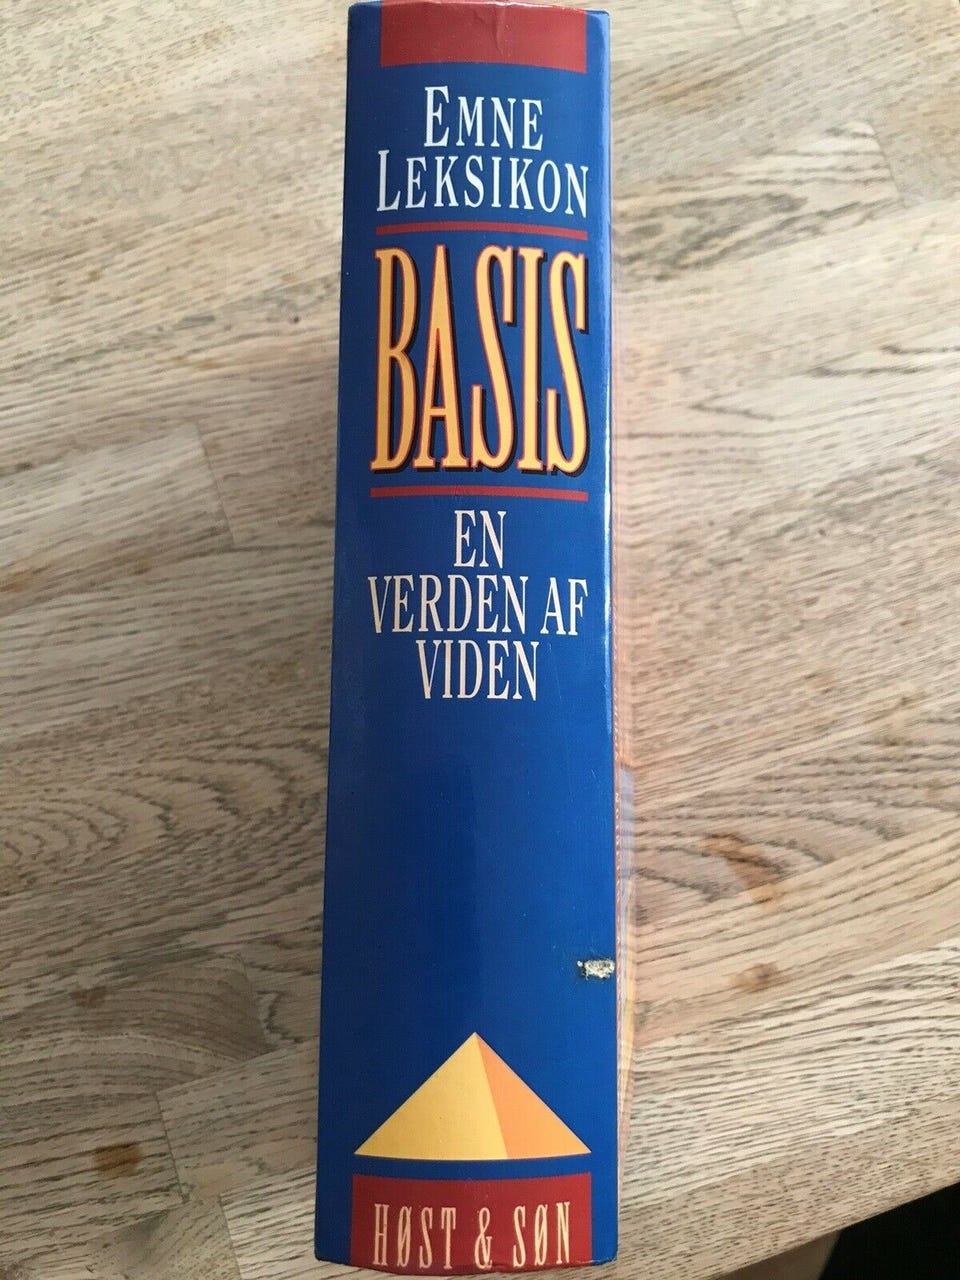 EMNE
LEKSIKON
BASIS
EN
VERDEN AF
VIDEN
HØST & SØN